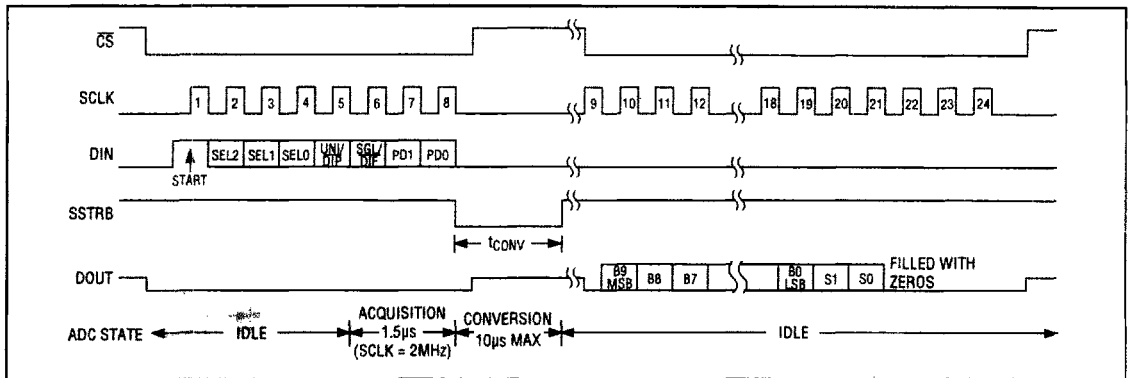 CS
SCLK 1 2 3 4 5 6 7 8 9 10 11 12 18 19 20 21 22 23 24
DIN SEL2 SEL1 SEL0 UNI/DIP SGL/DIF PD1 PD0
START
SSTRB
tCONV
DOUT B9 MSB B8 B7 B0 LSB S1 S0 FILLED WITH ZEROS
ADC STATE IDLE ACQUISITION 1.5µs (SCLK = 2MHz) CONVERSION 10µs MAX IDLE